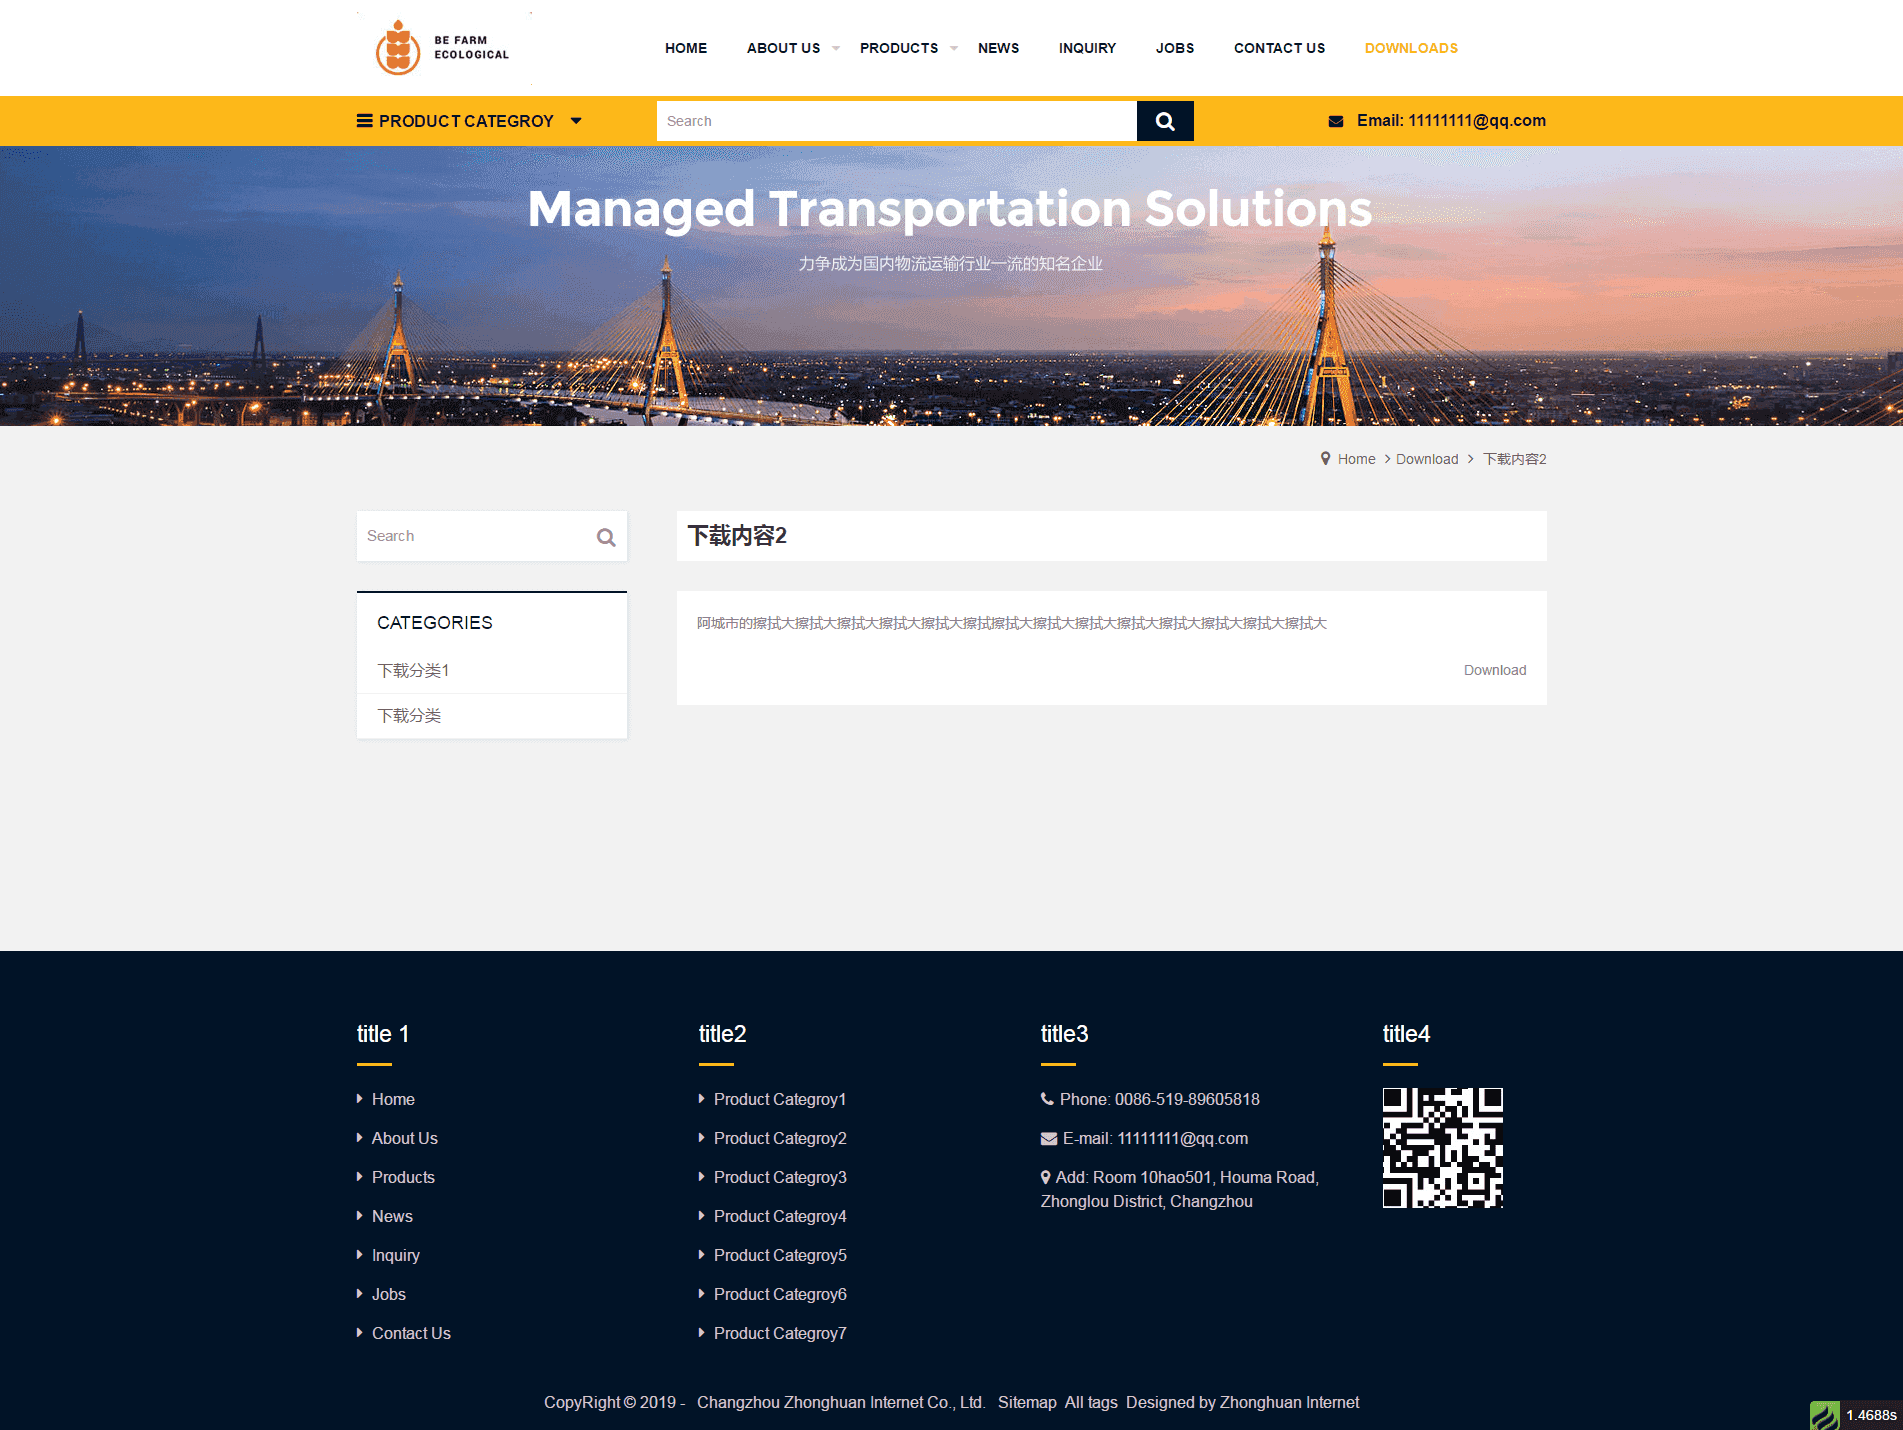 BE FARM
ECOLOGICAL
HOME ABOUT US PRODUCTS NEWS INQUIRY JOBS CONTACT US DOWNLOADS
PRODUCT CATEGROY
Search
Email: 11111111@qq.com
Managed Transportation Solutions
力争成为国内物流运输行业一流的知名企业
Home > Download > 下载内容2
Search
CATEGORIES
下载分类1
下载分类
下载内容2
阿城市的擦拭大擦拭大擦拭大擦拭大擦拭大擦拭擦拭大擦拭大擦拭大擦拭大擦拭大擦拭大擦拭大擦拭大
Download
title 1
Home
About Us
Products
News
Inquiry
Jobs
Contact Us
title2
Product Categroy1
Product Categroy2
Product Categroy3
Product Categroy4
Product Categroy5
Product Categroy6
Product Categroy7
title3
Phone: 0086-519-89605818
E-mail: 11111111@qq.com
Add: Room 10hao501, Houma Road,
Zhonglou District, Changzhou
title4
CopyRight © 2019 - Changzhou Zhonghuan Internet Co., Ltd. Sitemap All tags Designed by Zhonghuan Internet
1.4688s